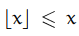 ⌊x⌋ ⩽ x